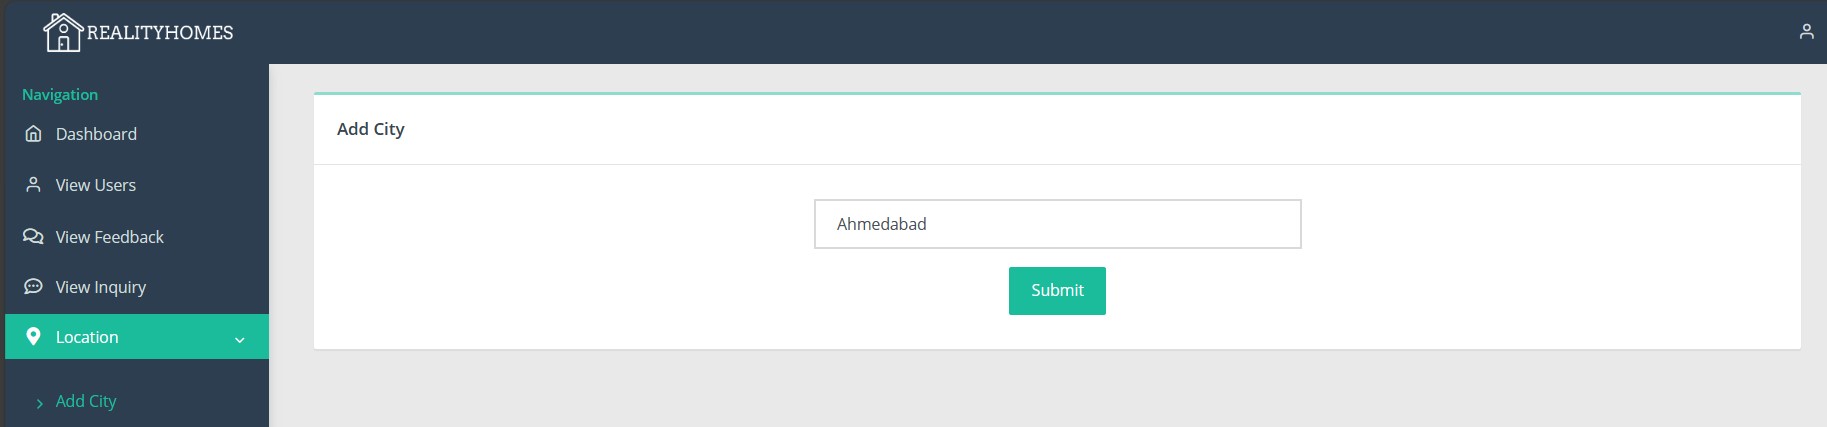 REALITYHOMES
Navigation
Dashboard
View Users
View Feedback
View Inquiry
Location
Add City
Add City
Ahmedabad
Submit